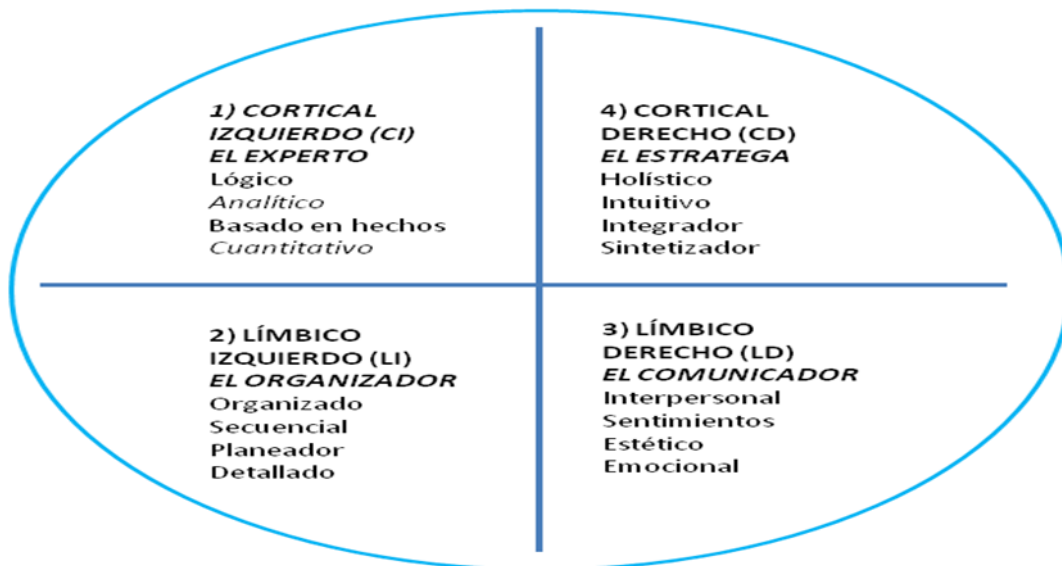 1) CORTICAL
IZQUIERDO (CI)
EL EXPERTO
Lógico
Analítico
Basado en hechos
Cuantitativo
4) CORTICAL
DERECHO (CD)
EL ESTRATEGA
Holístico
Intuitivo
Integrador
Sintetizador
2) LÍMBICO
IZQUIERDO (LI)
EL ORGANIZADOR
Organizado
Secuencial
Planeador
Detallado
3) LÍMBICO
DERECHO (LD)
EL COMUNICADOR
Interpersonal
Sentimientos
Estético
Emocional